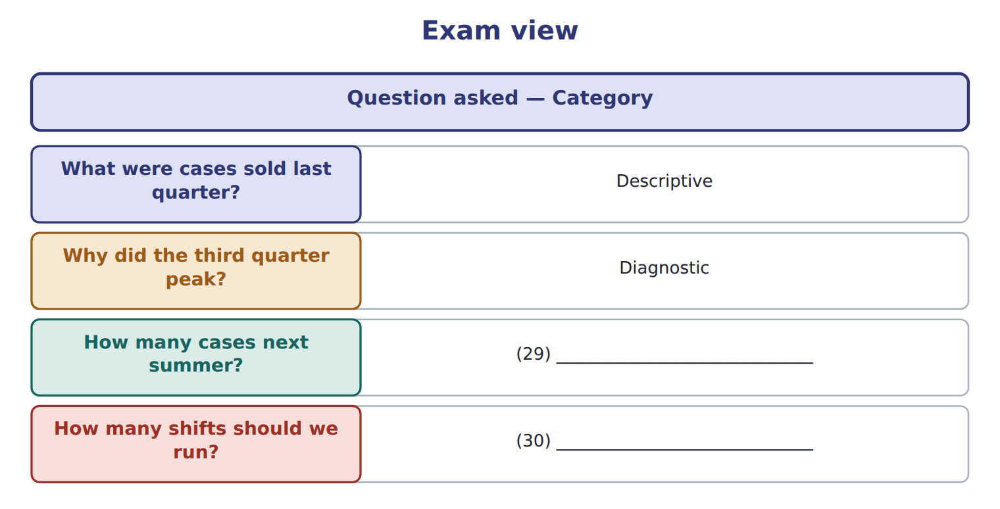 Exam view
Question asked — Category
What were cases sold last
quarter?
Descriptive
Why did the third quarter
peak?
Diagnostic
How many cases next
summer?
(29) ______________________________
How many shifts should we
run?
(30) ______________________________